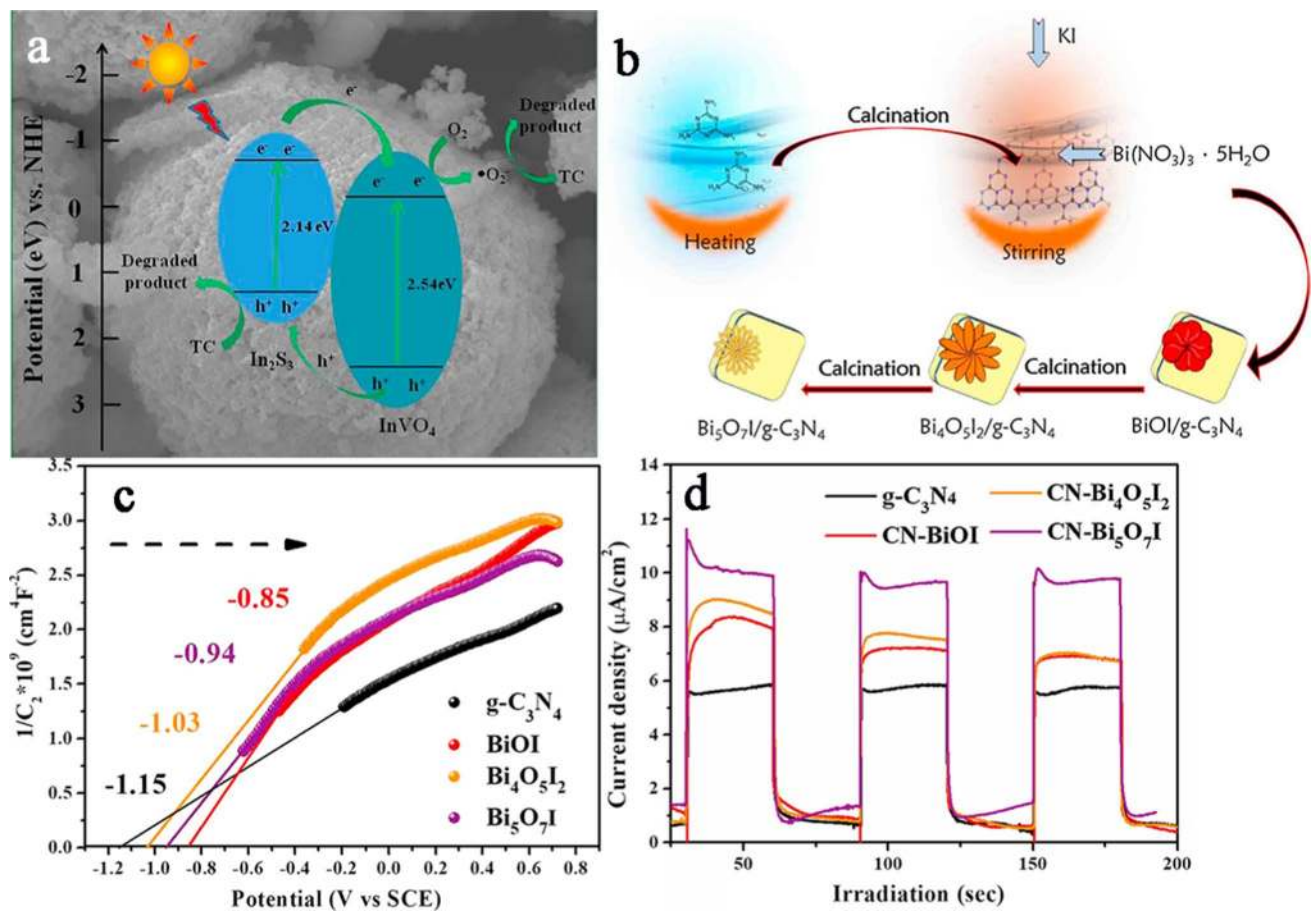 a
Potential (eV) vs. NHE
-2
-1
0
1
2
3
e⁻
e⁻ e⁻
2.14 eV
h⁺ h⁺
In₂S₃
h⁺
e⁻ e⁻
2.54eV
h⁺ h⁺
InVO₄
O₂
•O₂⁻
Degraded
product
TC
Degraded
product
TC
b
KI
Calcination
Bi(NO₃)₃ · 5H₂O
Heating
Stirring
Calcination
Calcination
Bi₅O₇I/g-C₃N₄
Bi₄O₅I₂/g-C₃N₄
BiOI/g-C₃N₄
c
1/C₂*10⁹ (cm⁴F⁻²)
3.5
3.0
2.5
2.0
1.5
1.0
0.5
0.0
-0.85
-0.94
-1.03
-1.15
g-C₃N₄
BiOI
Bi₄O₅I₂
Bi₅O₇I
-1.2 -1.0 -0.8 -0.6 -0.4 -0.2 0.0 0.2 0.4 0.6 0.8
Potential (V vs SCE)
d
Current density (µA/cm²)
14
12
10
8
6
4
2
0
g-C₃N₄
CN-Bi₄O₅I₂
CN-BiOI
CN-Bi₅O₇I
50 100 150 200
Irradiation (sec)